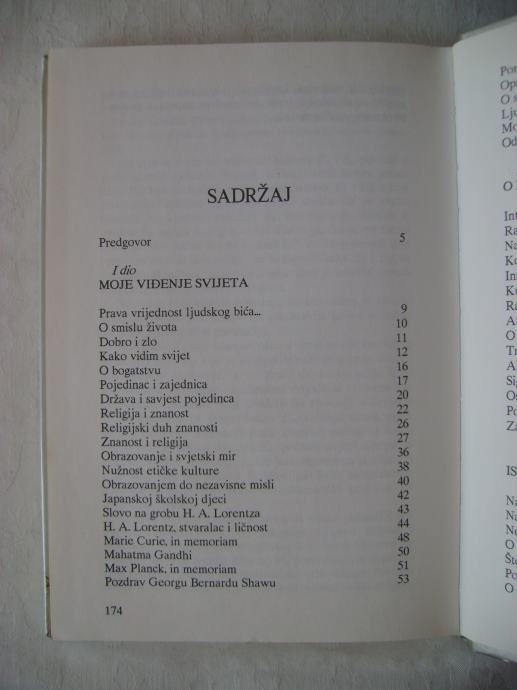 SADRŽAJ
Predgovor 5
I dio
MOJE VIĐENJE SVIJETA
Prava vrijednost ljudskog bića... 9
O smislu života 10
Dobro i zlo 11
Kako vidim svijet 12
O bogatstvu 16
Pojedinac i zajednica 17
Država i savjest pojedinca 20
Religija i znanost 22
Religijski duh znanosti 26
Znanost i religija 27
Obrazovanje i svjetski mir 36
Nužnost etičke kulture 38
Obrazovanjem do nezavisne misli 40
Japanskoj školskoj djeci 42
Slovo na grobu H. A. Lorentza 43
H. A. Lorentz, stvaralac i ličnost 44
Marie Curie, in memoriam 48
Mahatma Gandhi 50
Max Planck, in memoriam 51
Pozdrav Georgu Bernardu Shawu 53
174